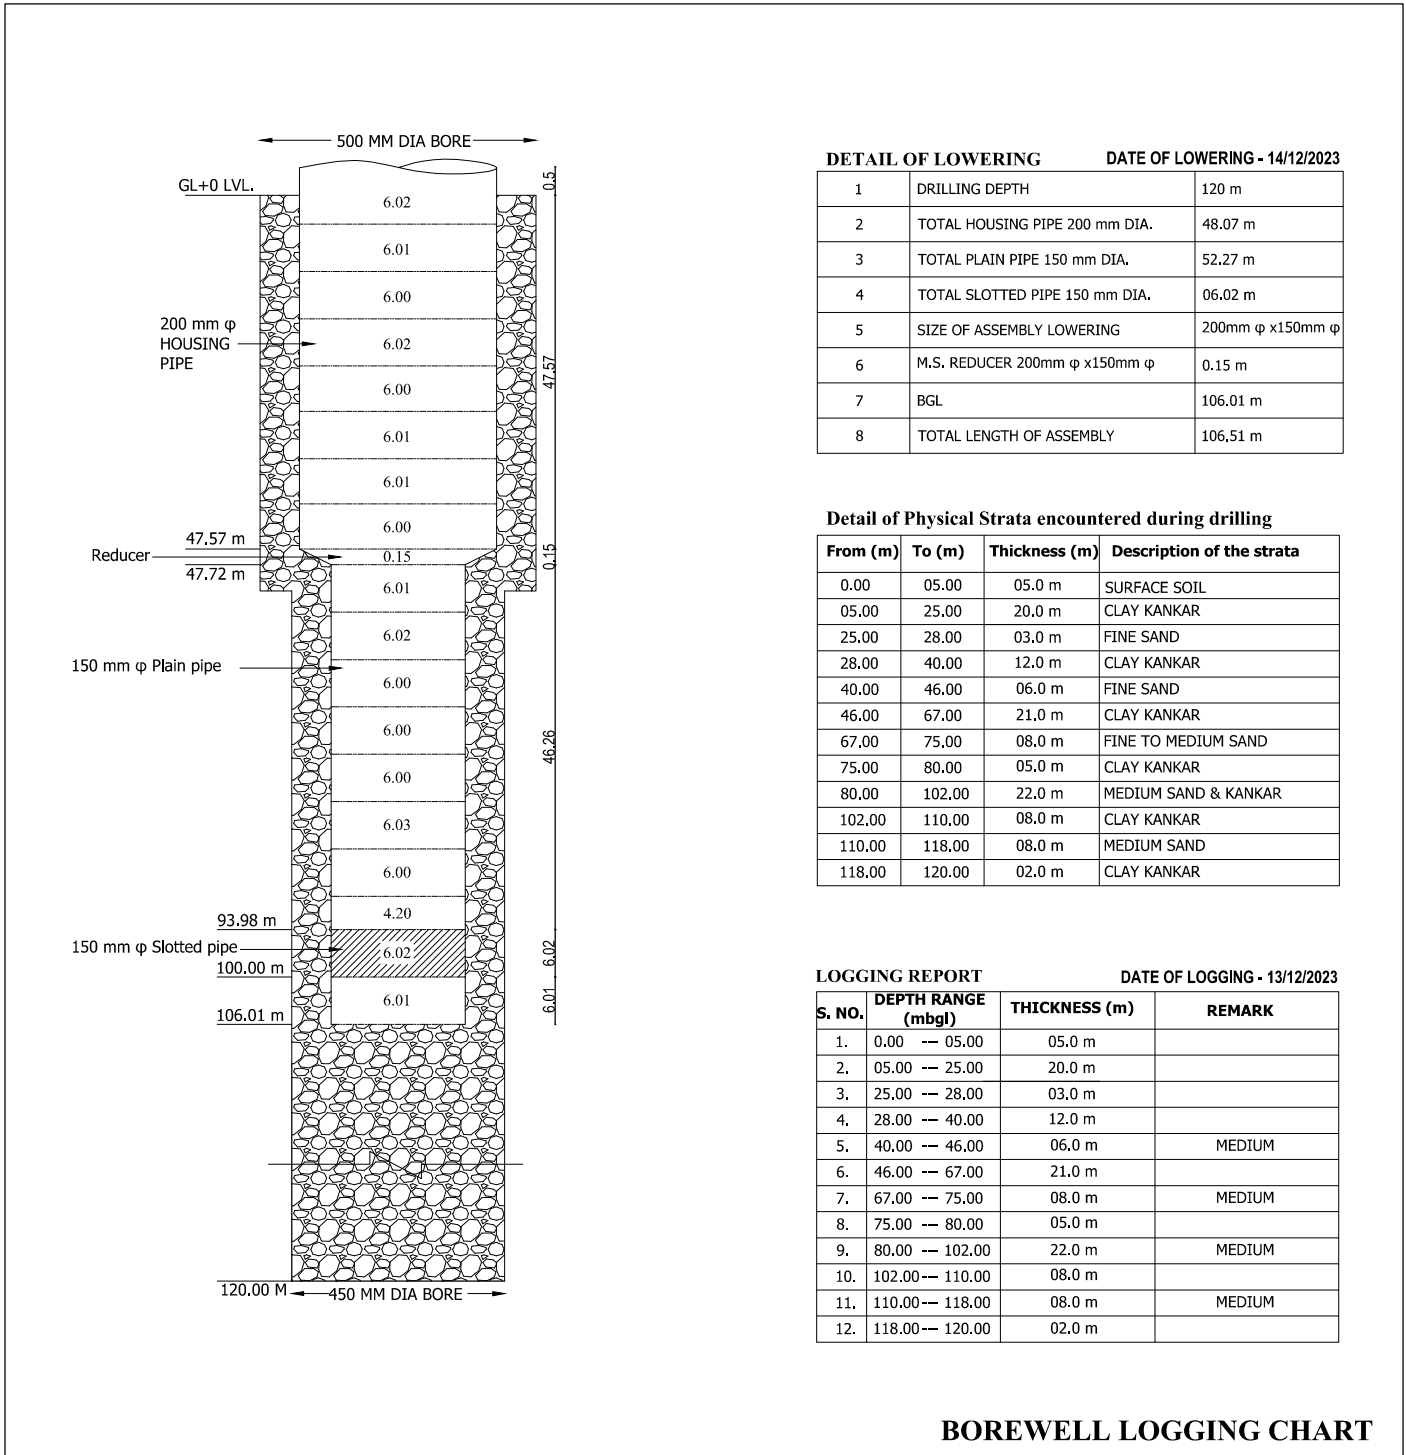 500 MM DIA BORE
GL+0 LVL.
0.5
6.02
6.01
6.00
200 mm φ
HOUSING
PIPE
6.02
47.57
6.00
6.01
6.01
6.00
47.57 m
Reducer
0.15
0.15
47.72 m
6.01
6.02
150 mm φ Plain pipe
6.00
6.00
46.26
6.00
6.03
6.00
4.20
93.98 m
150 mm φ Slotted pipe
6.02
6.02
100.00 m
6.01
6.01
106.01 m
120.00 M
450 MM DIA BORE
DETAIL OF LOWERING DATE OF LOWERING - 14/12/2023
1 DRILLING DEPTH 120 m
2 TOTAL HOUSING PIPE 200 mm DIA. 48.07 m
3 TOTAL PLAIN PIPE 150 mm DIA. 52.27 m
4 TOTAL SLOTTED PIPE 150 mm DIA. 06.02 m
5 SIZE OF ASSEMBLY LOWERING 200mm φ x150mm φ
6 M.S. REDUCER 200mm φ x150mm φ 0.15 m
7 BGL 106.01 m
8 TOTAL LENGTH OF ASSEMBLY 106.51 m
Detail of Physical Strata encountered during drilling
From (m) To (m) Thickness (m) Description of the strata
0.00 05.00 05.0 m SURFACE SOIL
05.00 25.00 20.0 m CLAY KANKAR
25.00 28.00 03.0 m FINE SAND
28.00 40.00 12.0 m CLAY KANKAR
40.00 46.00 06.0 m FINE SAND
46.00 67.00 21.0 m CLAY KANKAR
67.00 75.00 08.0 m FINE TO MEDIUM SAND
75.00 80.00 05.0 m CLAY KANKAR
80.00 102.00 22.0 m MEDIUM SAND & KANKAR
102.00 110.00 08.0 m CLAY KANKAR
110.00 118.00 08.0 m MEDIUM SAND
118.00 120.00 02.0 m CLAY KANKAR
LOGGING REPORT DATE OF LOGGING - 13/12/2023
S. NO. DEPTH RANGE (mbgl) THICKNESS (m) REMARK
1. 0.00 --- 05.00 05.0 m
2. 05.00 --- 25.00 20.0 m
3. 25.00 --- 28.00 03.0 m
4. 28.00 --- 40.00 12.0 m
5. 40.00 --- 46.00 06.0 m MEDIUM
6. 46.00 --- 67.00 21.0 m
7. 67.00 --- 75.00 08.0 m MEDIUM
8. 75.00 --- 80.00 05.0 m
9. 80.00 --- 102.00 22.0 m MEDIUM
10. 102.00--- 110.00 08.0 m
11. 110.00--- 118.00 08.0 m MEDIUM
12. 118.00--- 120.00 02.0 m
BOREWELL LOGGING CHART